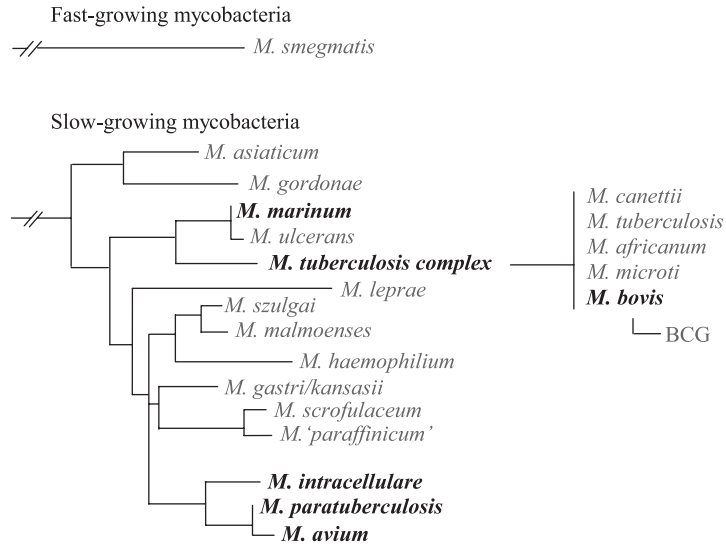 Fast-growing mycobacteria
M. smegmatis
Slow-growing mycobacteria
M. asiaticum
M. gordonae
M. marinum
M. ulcerans
M. tuberculosis complex
M. leprae
M. szulgai
M. malmoenses
M. haemophilium
M. gastri/kansasii
M. scrofulaceum
M. ‘paraffinicum’
M. intracellulare
M. paratuberculosis
M. avium
M. canettii
M. tuberculosis
M. africanum
M. microti
M. bovis
BCG